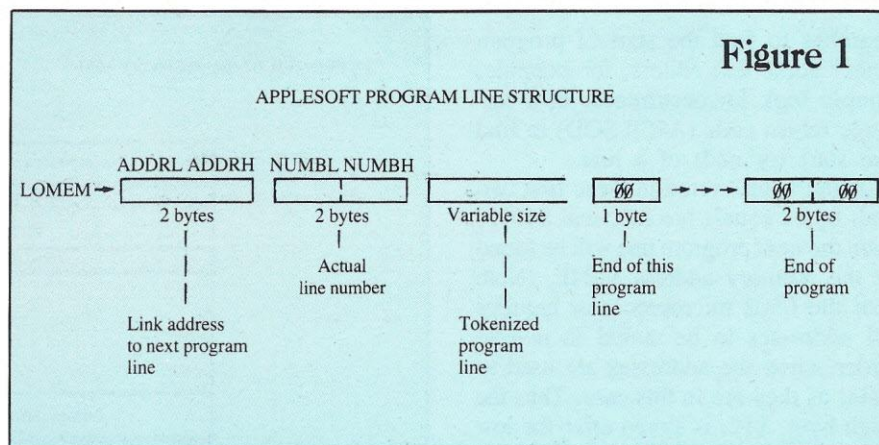 Figure 1
APPLESOFT PROGRAM LINE STRUCTURE
ADDRL ADDRH NUMBL NUMBH
LOMEM ØØ ØØ ØØ
2 bytes 2 bytes Variable size 1 byte 2 bytes
Actual
line number
End of this
program
line
End of
program
Link address
to next program
line
Tokenized
program
line